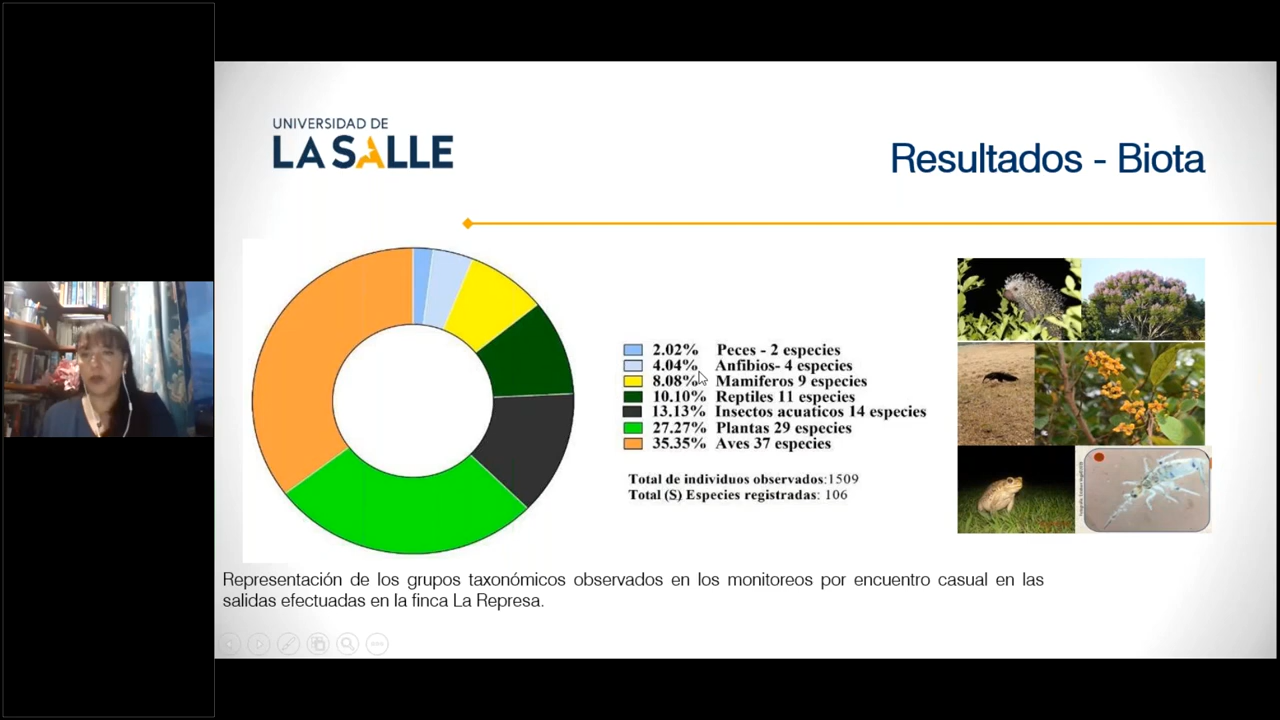 UNIVERSIDAD DE
LA SALLE
Resultados - Biota
2.02% Peces - 2 especies
4.04% Anfibios- 4 especies
8.08% Mamiferos 9 especies
10.10% Reptiles 11 especies
13.13% Insectos acuaticos 14 especies
27.27% Plantas 29 especies
35.35% Aves 37 especies
Total de individuos observados:1509
Total (S) Especies registradas: 106
Representación de los grupos taxonómicos observados en los monitoreos por encuentro casual en las
salidas efectuadas en la finca La Represa.